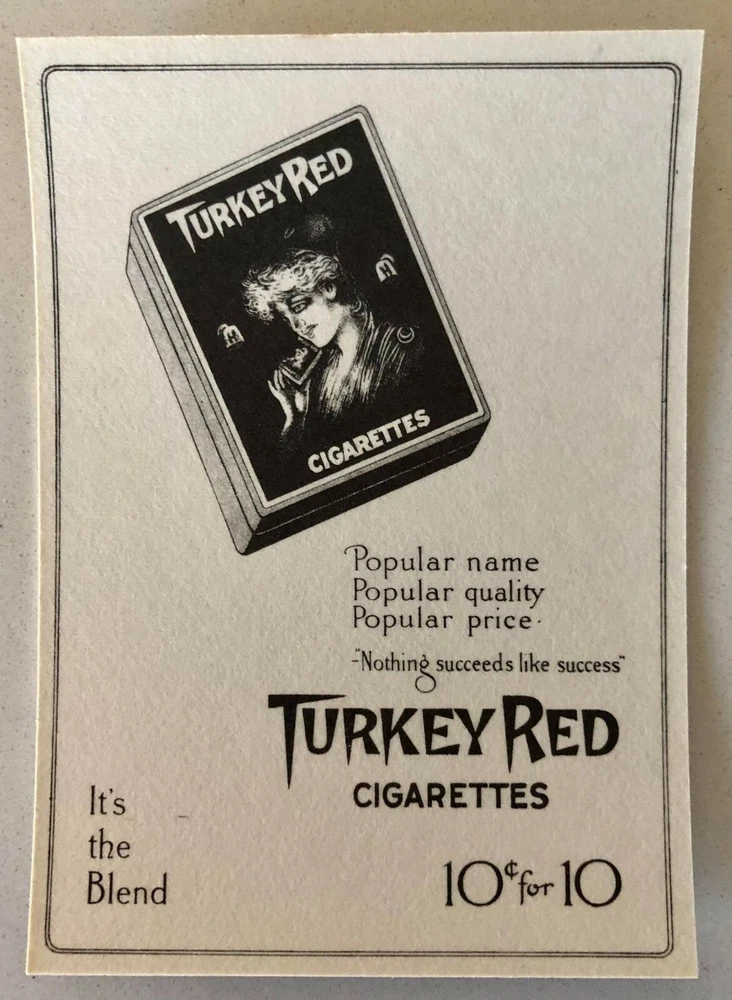 TURKEY RED
CIGARETTES
Popular name
Popular quality
Popular price.
-"Nothing succeeds like success"
TURKEY RED
CIGARETTES
It's
the
Blend
10¢ for 10